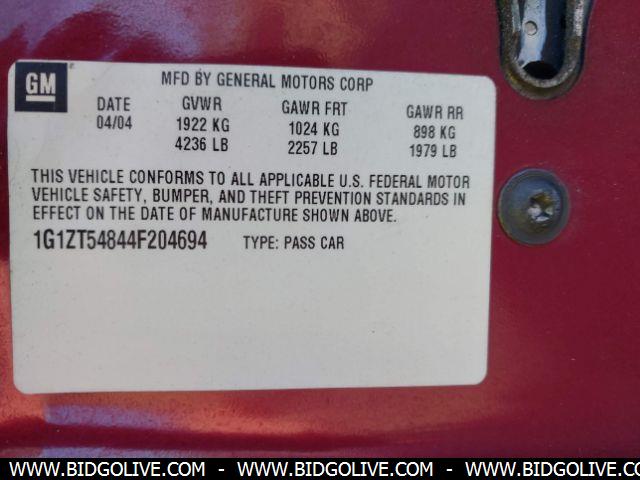 GM
MFD BY GENERAL MOTORS CORP
DATE GVWR GAWR FRT GAWR RR
04/04 1922 KG 1024 KG 898 KG
4236 LB 2257 LB 1979 LB
THIS VEHICLE CONFORMS TO ALL APPLICABLE U.S. FEDERAL MOTOR
VEHICLE SAFETY, BUMPER, AND THEFT PREVENTION STANDARDS IN
EFFECT ON THE DATE OF MANUFACTURE SHOWN ABOVE.
1G1ZT54844F204694 TYPE: PASS CAR
WWW.BIDGOLIVE.COM - WWW.BIDGOLIVE.COM - WWW.BIDGOLIVE.COM